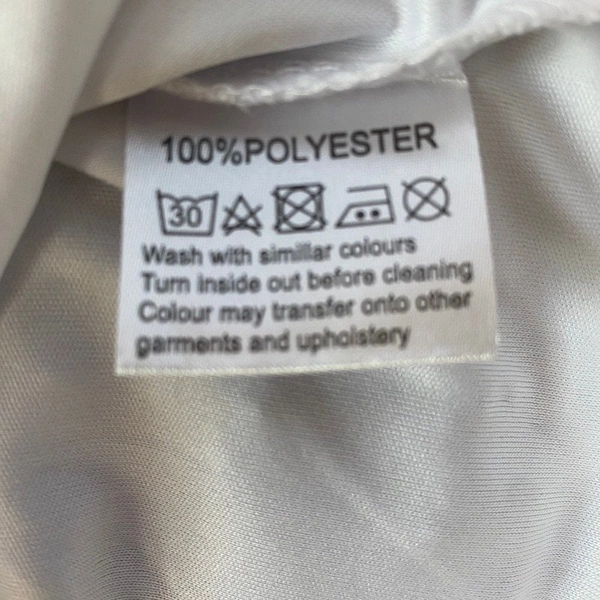 100%POLYESTER
30
Wash with simillar colours
Turn inside out before cleaning
Colour may transfer onto other
garments and upholstery